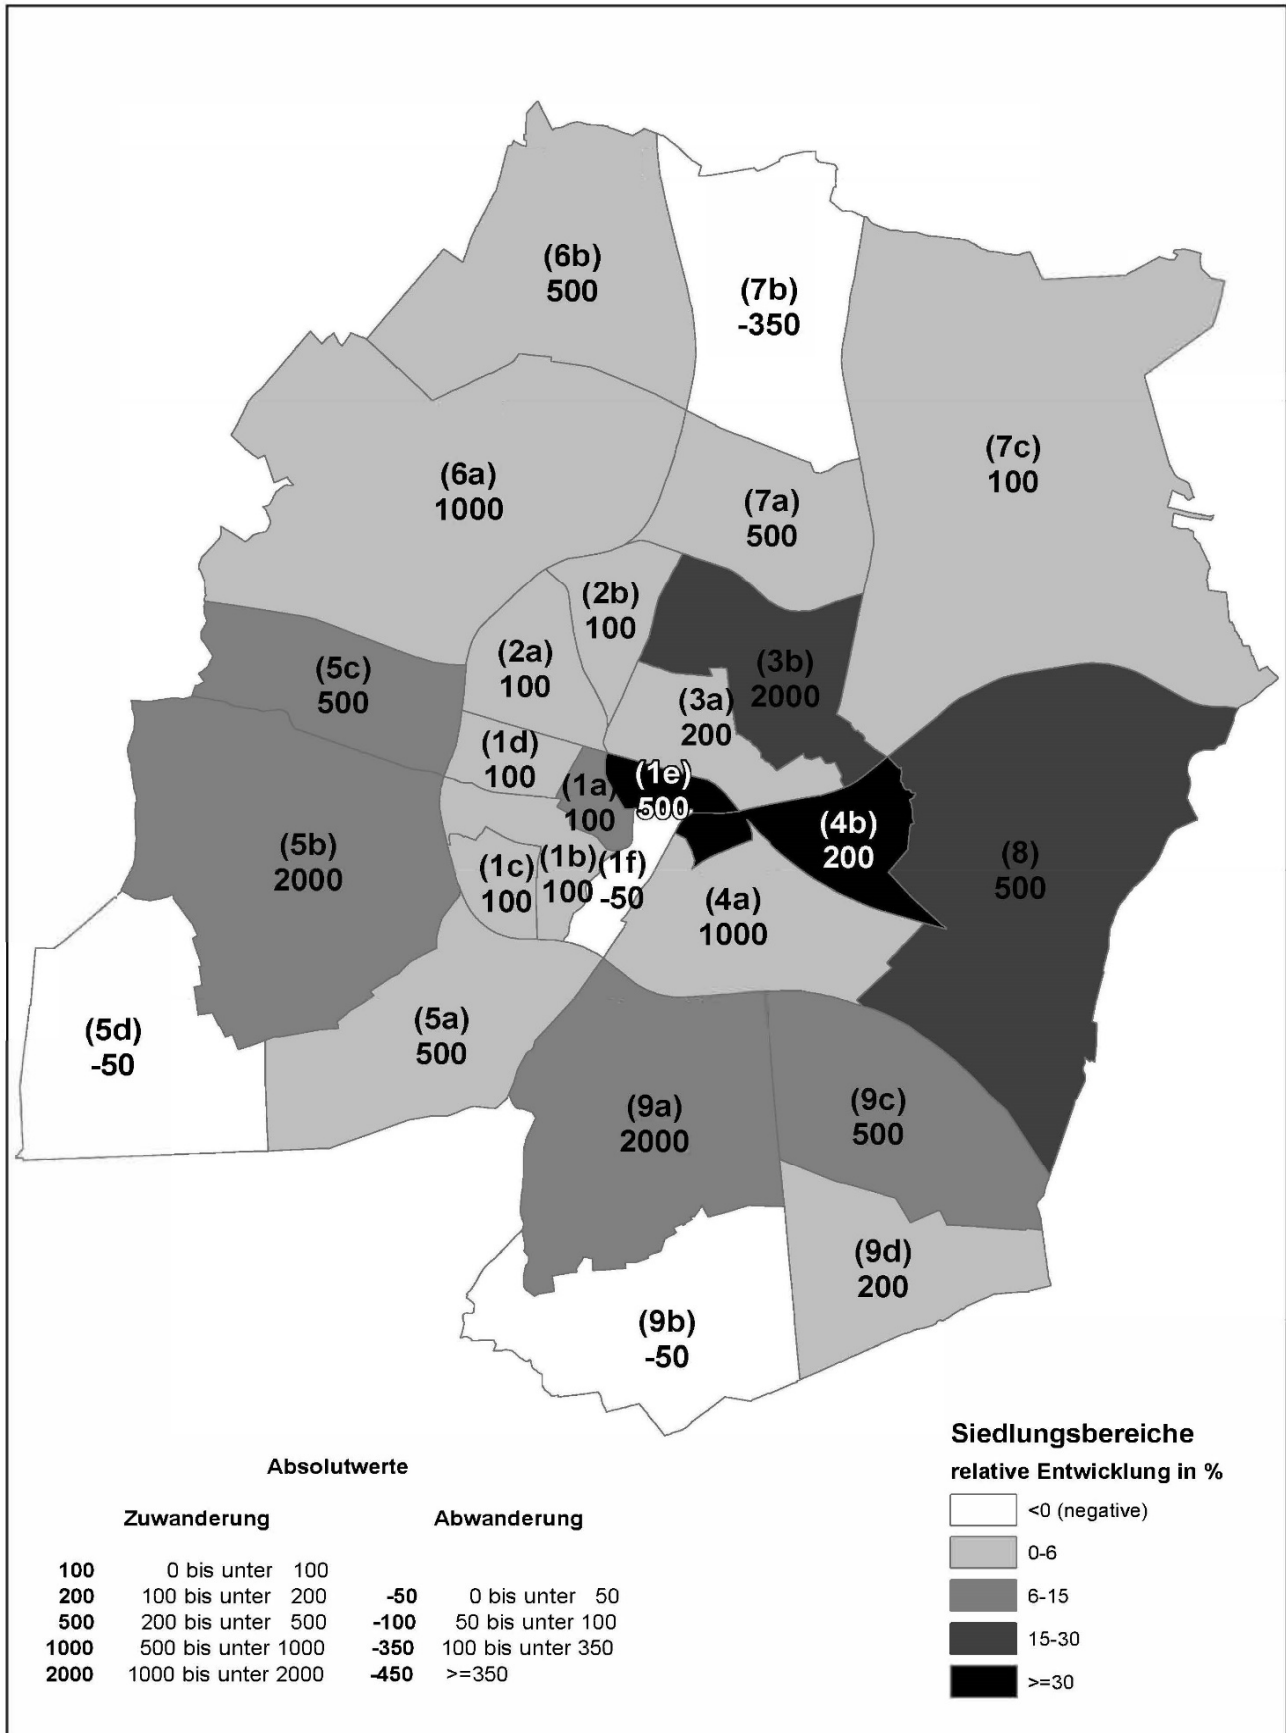 (6b)
500
(7b)
-350
(7c)
100
(6a)
1000
(7a)
500
(2b)
100
(2a)
100
(3b)
2000
(5c)
500
(3a)
200
(1d)
100
(1e)
500
(1a)
100
(4b)
200
(5b)
2000
(8)
500
(1c)
100
(1b)
100
(1f)
-50
(4a)
1000
(5d)
-50
(5a)
500
(9a)
2000
(9c)
500
(9d)
200
(9b)
-50
Absolutwerte
Zuwanderung Abwanderung
100 0 bis unter 100
200 100 bis unter 200 -50 0 bis unter 50
500 200 bis unter 500 -100 50 bis unter 100
1000 500 bis unter 1000 -350 100 bis unter 350
2000 1000 bis unter 2000 -450 >=350
Siedlungsbereiche
relative Entwicklung in %
<0 (negative)
0-6
6-15
15-30
>=30